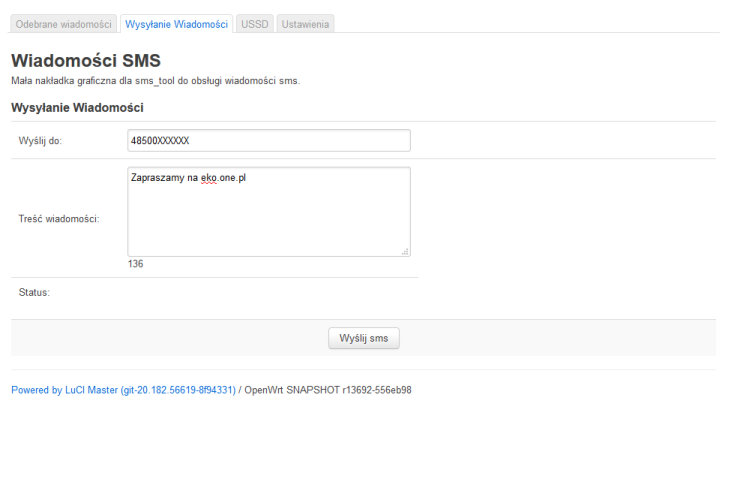 Odebrane wiadomości Wysyłanie Wiadomości USSD Ustawienia
Wiadomości SMS
Mała nakładka graficzna dla sms_tool do obsługi wiadomości sms.
Wysyłanie Wiadomości
Wyślij do: 48500XXXXXX
Zapraszamy na eko.one.pl
Treść wiadomości:
136
Status:
Wyślij sms
Powered by LuCI Master (git-20.182.56619-8f94331) / OpenWrt SNAPSHOT r13692-556eb98